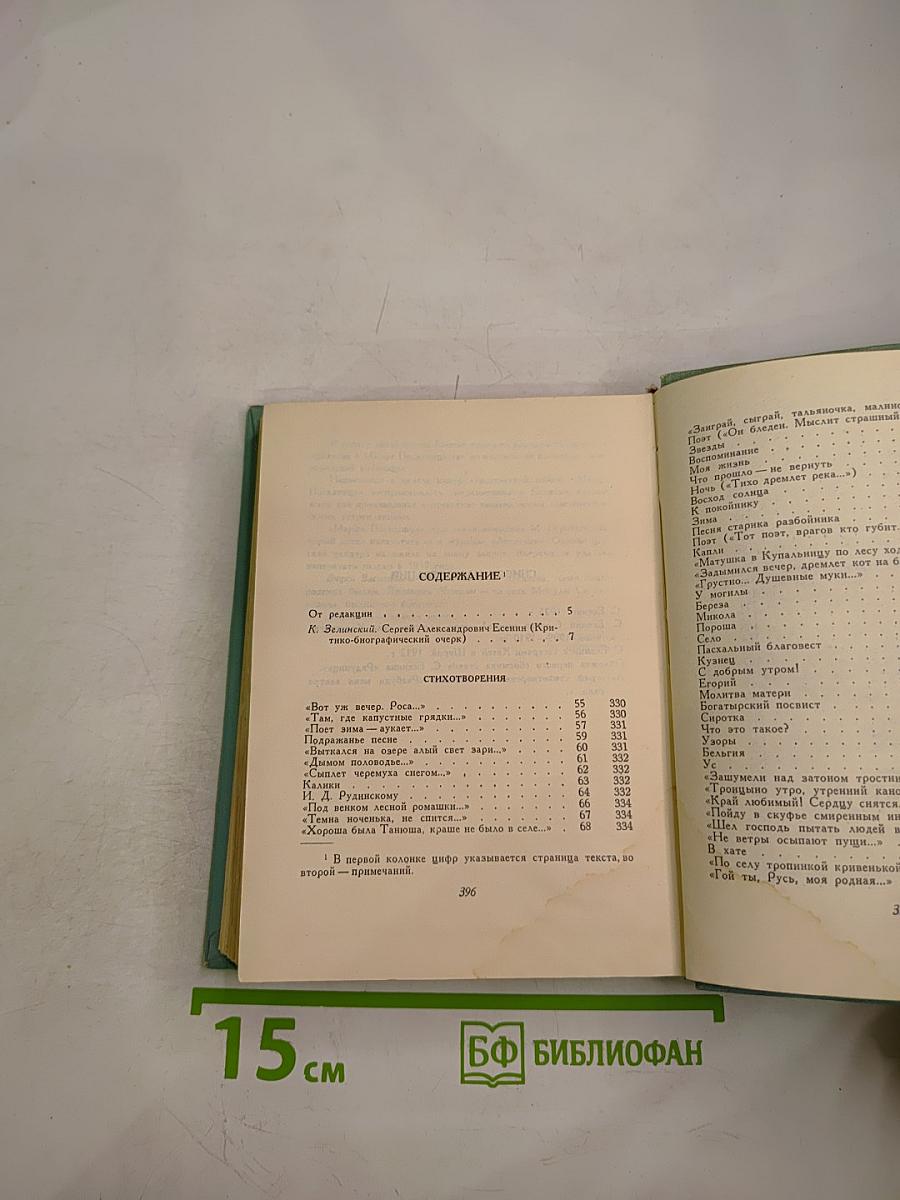 СОДЕРЖАНИЕ ¹
От редакции . . . . . . . . . . . . . . 5
К. Зелинский. Сергей Александрович Есенин (Кри-
тико-биографический очерк) . . . . . . . 7
СТИХОТВОРЕНИЯ
«Вот уж вечер. Роса...» . . . . . . . . . . 55 330
«Там, где капустные грядки...» . . . . . . . 56 330
«Поет зима — аукает...» . . . . . . . . . . 57 331
Подражанье песне . . . . . . . . . . . . 59 331
«Выткался на озере алый свет зари...» . . . . 60 331
«Дымом половодье...» . . . . . . . . . . . 61 332
«Сыплет черемуха снегом...» . . . . . . . . 62 332
Калики . . . . . . . . . . . . . . . . 63 332
И. Д. Рудинскому . . . . . . . . . . . . 64 332
«Под венком лесной ромашки...» . . . . . . . 66 334
«Темна ноченька, не спится...» . . . . . . . 67 334
«Хороша была Танюша, краше не было в селе...» . 68 334
¹ В первой колонке цифр указывается страница текста, во
второй — примечаний.
396
«Заиграй, сыграй, тальяночка, малино
Поэт («Он бледен. Мыслит страшный
Звезды . . . . . . . .
Воспоминание . . . . . . .
Моя жизнь . . . . . . .
Что прошло — не вернуть . . . .
Ночь («Тихо дремлет река...») . . .
Восход солнца . . . . . .
К покойнику . . . . . . .
Зима . . . . . . . . .
Песня старика разбойника . . . .
Поэт («Тот поэт, врагов кто губит.
Капли . . . . . . . . .
«Матушка в Купальницу по лесу ход
«Задымился вечер, дремлет кот на б
«Грустно... Душевные муки...» . . .
У могилы . . . . . . . .
Береза . . . . . . . .
Микола . . . . . . . .
Пороша . . . . . . . .
Село . . . . . . . . .
Пасхальный благовест . . . . .
Кузнец . . . . . . . .
С добрым утром! . . . . . .
Егорий . . . . . . . .
Молитва матери . . . . . .
Богатырский посвист . . . . .
Сиротка . . . . . . . .
Что это такое? . . . . . .
Узоры . . . . . . . .
Бельгия . . . . . . . .
Ус . . . . . . . . .
«Зашумели над затоном тростни
«Троицыно утро, утренний кано
«Край любимый! Сердцу снятся.
«Пойду в скуфье смиренным ин
«Шел господь пытать людей в
«Не ветры осыпают пущи...» .
В хате . . . . . . . .
«По селу тропинкой кривенькой
«Гой ты, Русь, моя родная...»
3
15 см
БФ БИБЛИОФАН